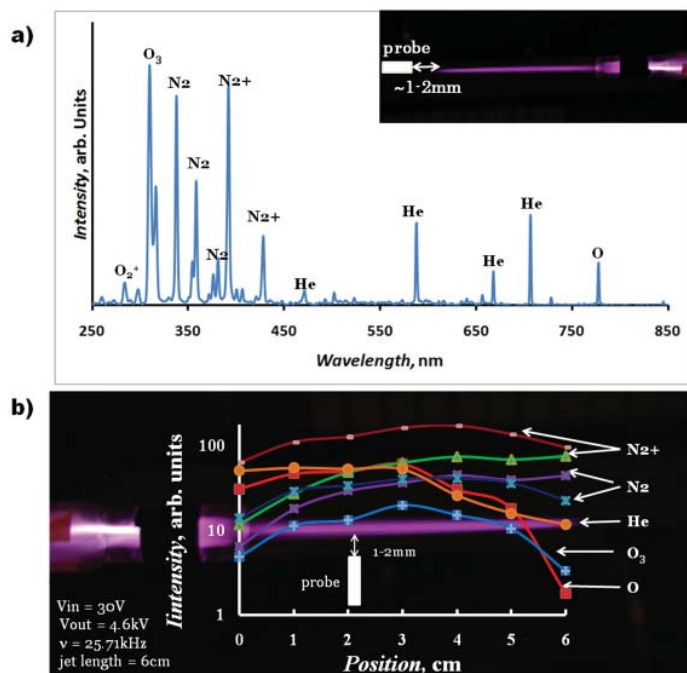 a)
O3
N2
N2+
N2
N2
N2+
O2+
He
He
He
He
O
probe
~1-2mm
Intensity, arb. Units
250 350 450 550 650 750 850
Wavelength, nm
b)
100
10
1
Iintensity, arb. units
N2+
N2
He
O3
O
1-2mm
probe
Vin = 30V
Vout = 4.6kV
ν = 25.71kHz
jet length = 6cm
0 1 2 3 4 5 6
Position, cm